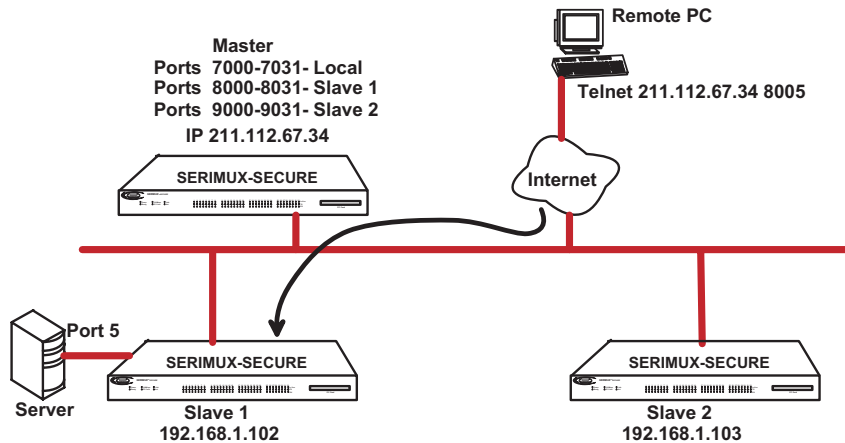 Master
Ports 7000-7031- Local
Ports 8000-8031- Slave 1
Ports 9000-9031- Slave 2
IP 211.112.67.34
SERIMUX-SECURE
Remote PC
Telnet 211.112.67.34 8005
Internet
Port 5
Server
SERIMUX-SECURE
Slave 1
192.168.1.102
SERIMUX-SECURE
Slave 2
192.168.1.103